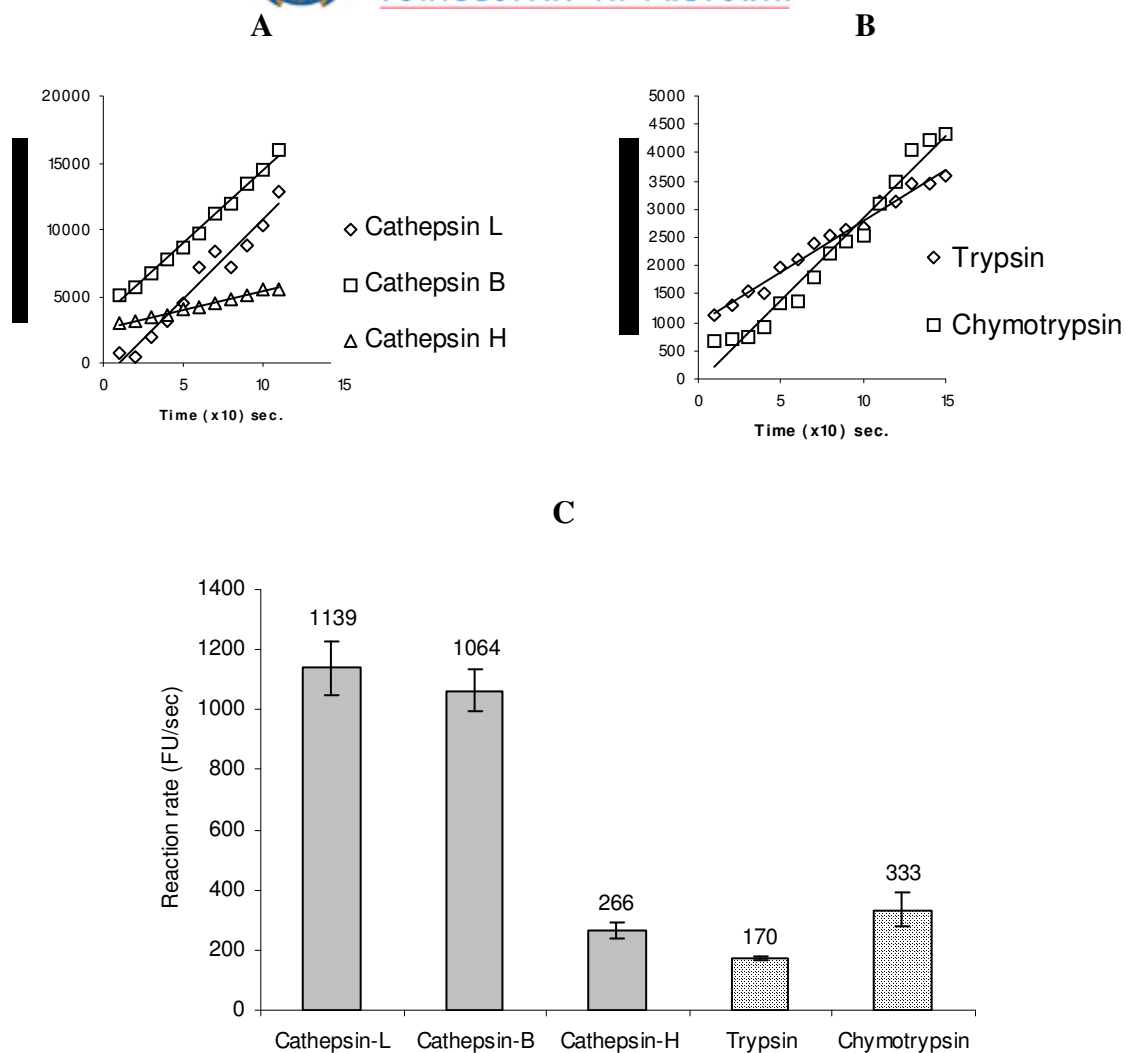 A
B
20000
15000
10000
5000
0
0 5 10 15
Time (x10) sec.
Cathepsin L
Cathepsin B
Cathepsin H
5000
4500
4000
3500
3000
2500
2000
1500
1000
500
0
0 5 10 15
Time (x10) sec.
Trypsin
Chymotrypsin
C
Reaction rate (FU/sec)
1400
1200
1000
800
600
400
200
0
1139
1064
266
170
333
Cathepsin-L Cathepsin-B Cathepsin-H Trypsin Chymotrypsin